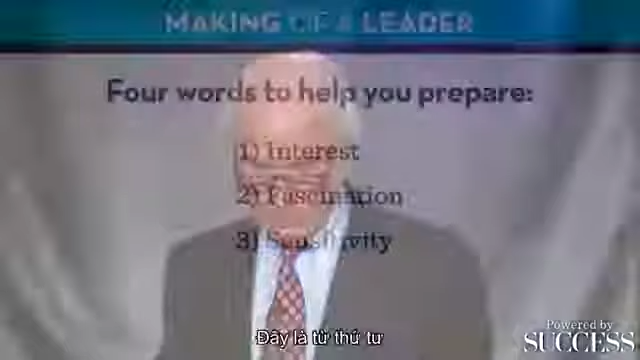 MAKING OF A LEADER
Four words to help you prepare:
1) Interest
2) Fascination
3) Sensitivity
Đây là từ thứ tư
Powered by
SUCCESS